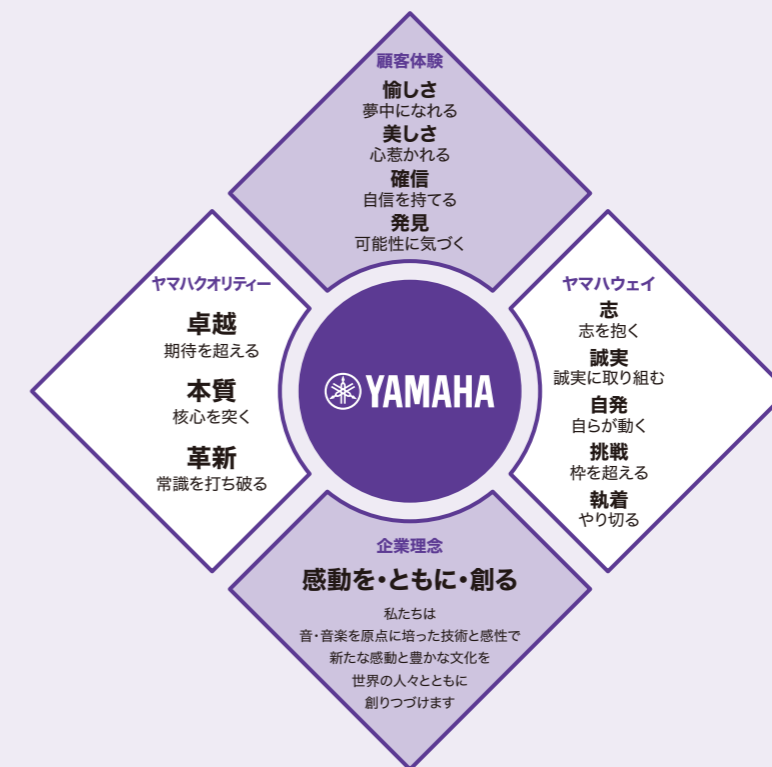 顧客体験
愉しさ
夢中になれる
美しさ
心惹かれる
確信
自信を持てる
発見
可能性に気づく
ヤマハクオリティー
卓越
期待を超える
本質
核心を突く
革新
常識を打ち破る
YAMAHA
ヤマハウェイ
志
志を抱く
誠実
誠実に取り組む
自発
自らが動く
挑戦
枠を超える
執着
やり切る
企業理念
感動を・ともに・創る
私たちは
音・音楽を原点に培った技術と感性で
新たな感動と豊かな文化を
世界の人々とともに
創りつづけます